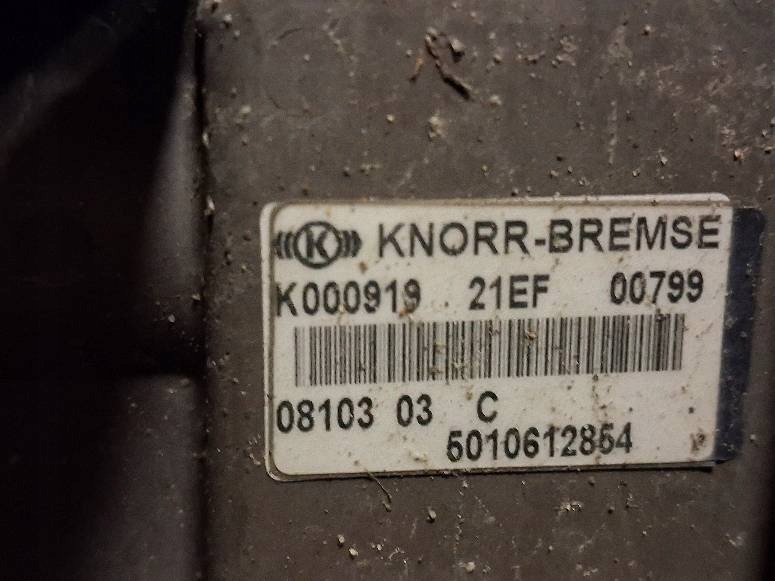 K KNORR-BREMSE
K000919 21EF 00799
08103 03 C
5010612854